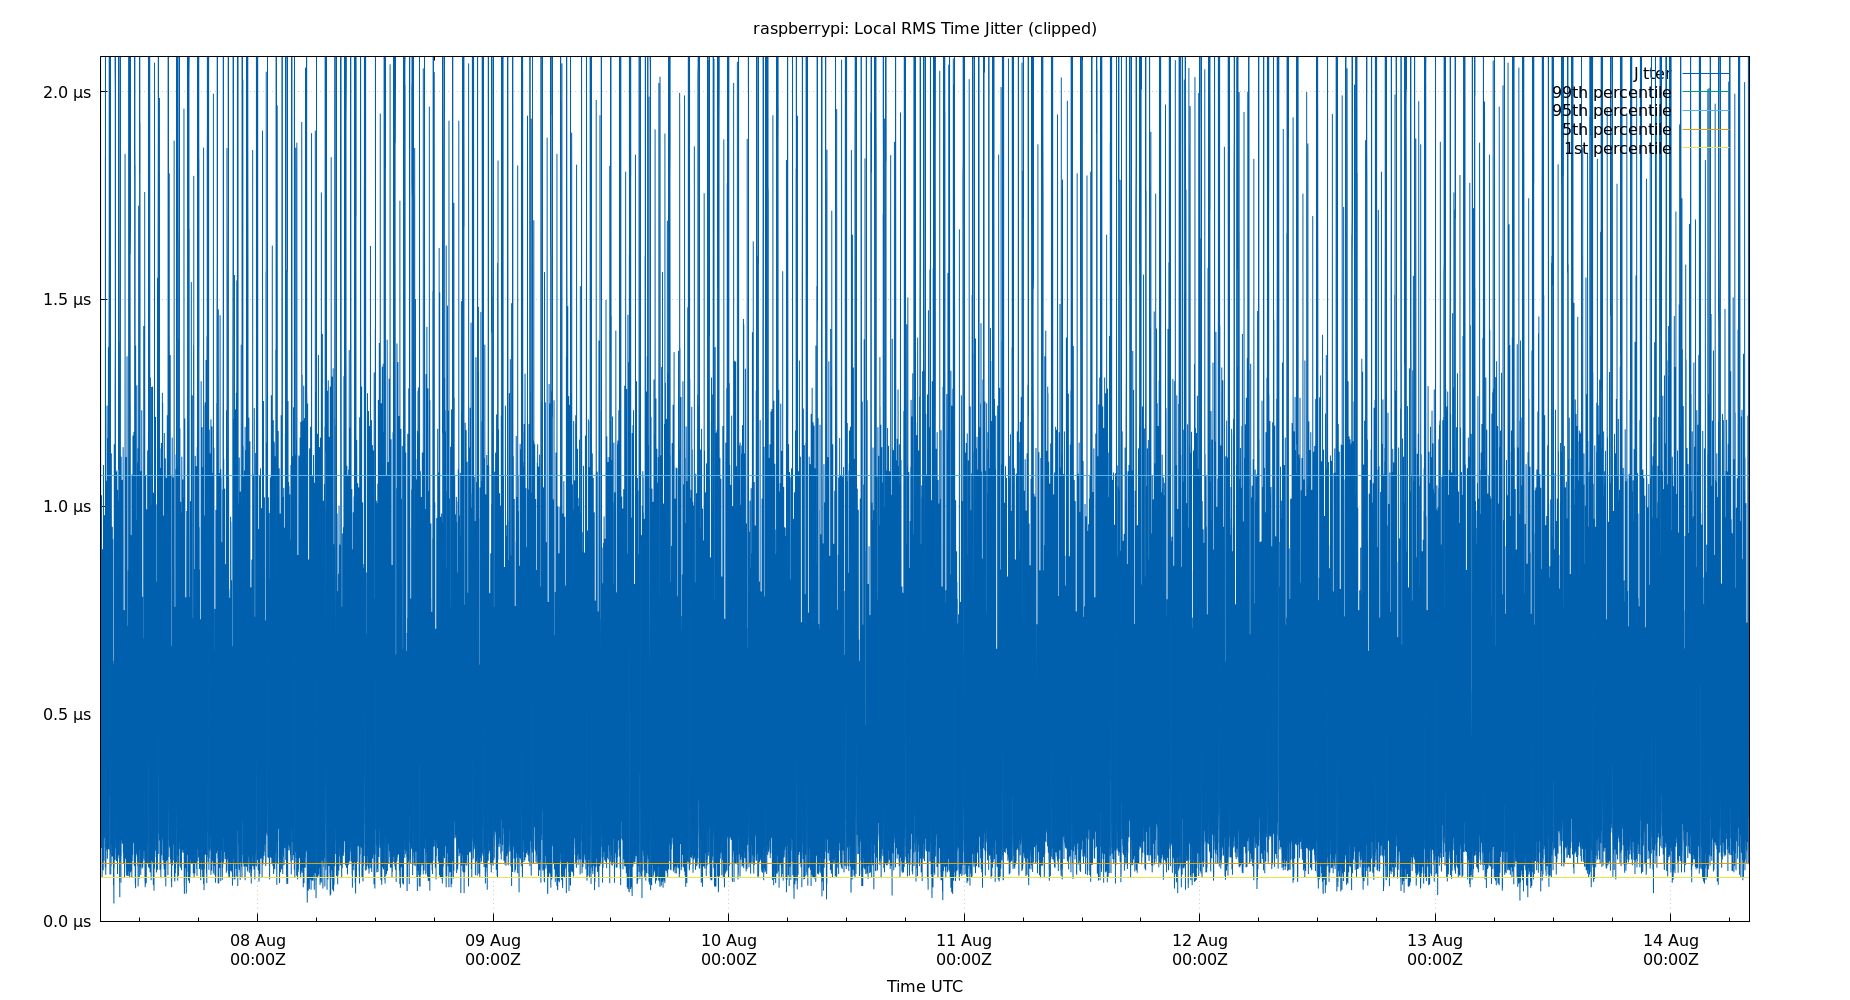 raspberrypi: Local RMS Time Jitter (clipped)
2.0 µs
1.5 µs
1.0 µs
0.5 µs
0.0 µs
Jitter
99th percentile
95th percentile
5th percentile
1st percentile
08 Aug
00:00Z
09 Aug
00:00Z
10 Aug
00:00Z
11 Aug
00:00Z
12 Aug
00:00Z
13 Aug
00:00Z
14 Aug
00:00Z
Time UTC